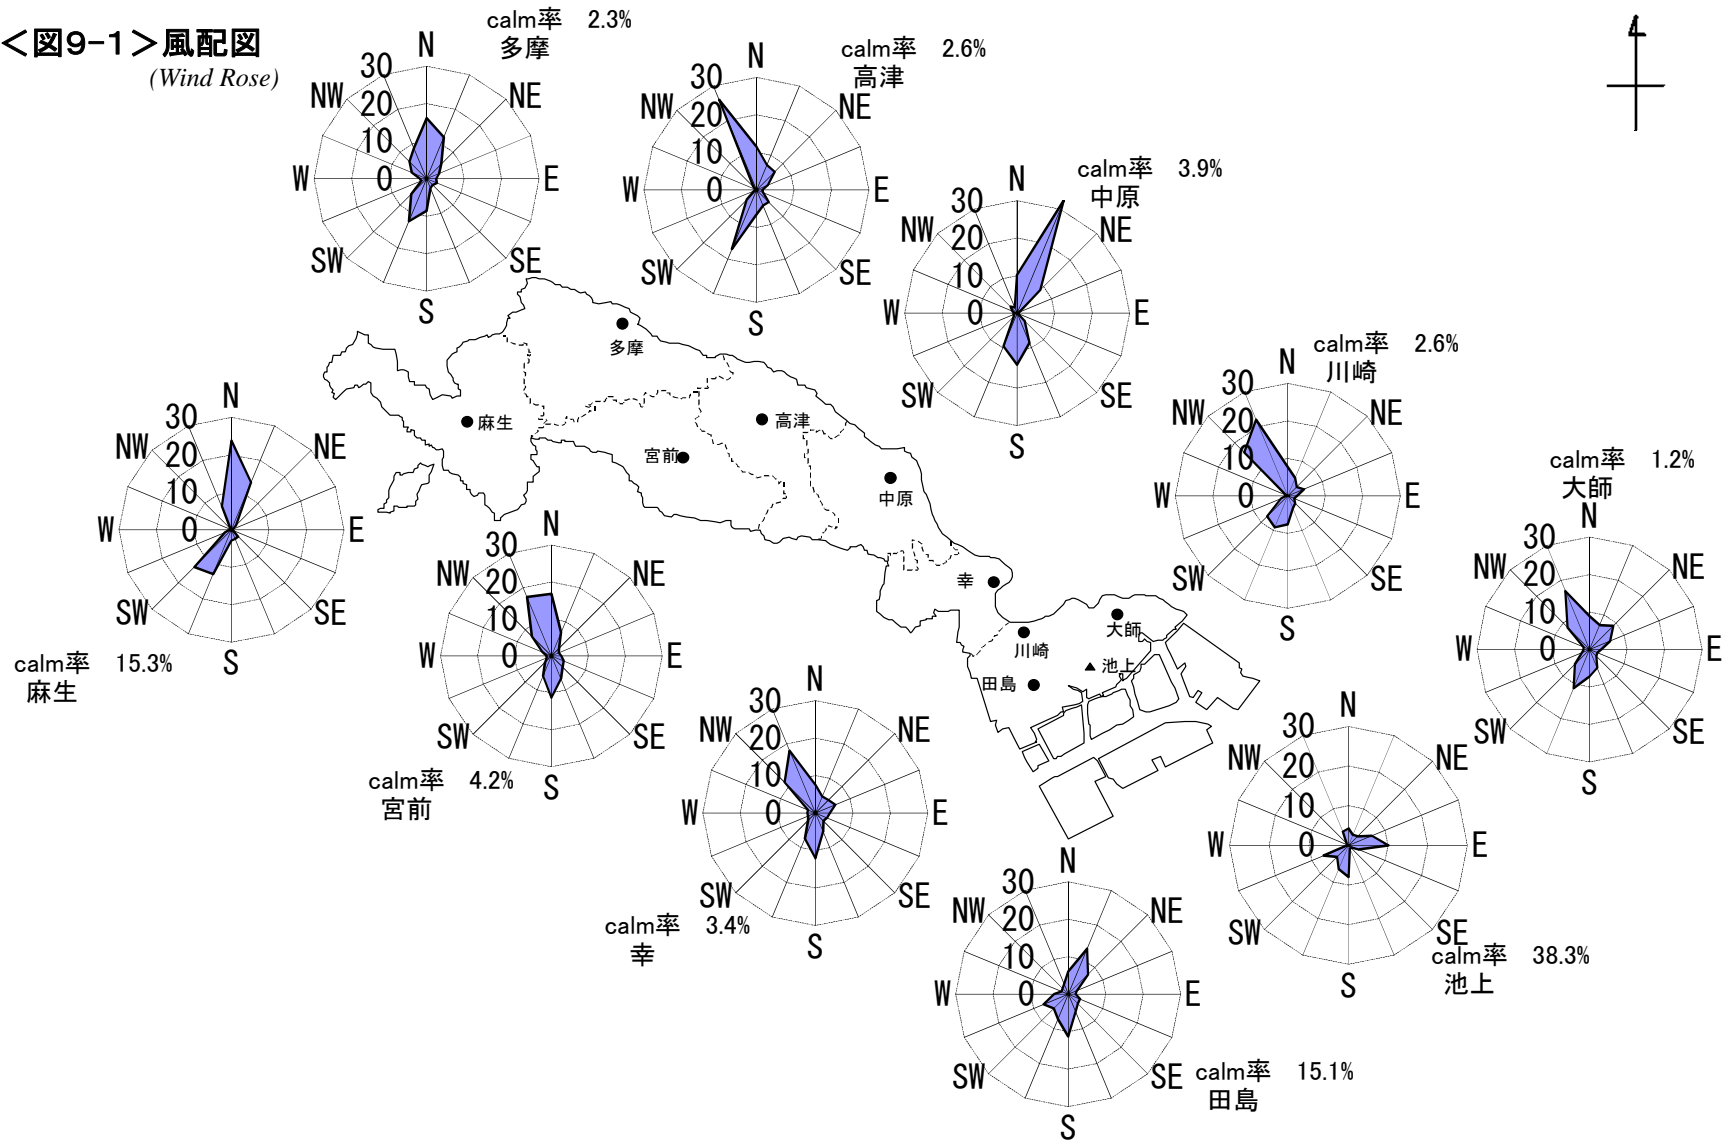 <図9-1>風配図
(Wind Rose)
calm率 2.3%
多摩
N
NE
E
SE
S
SW
W
NW
30
20
10
0
calm率 2.6%
高津
N
NE
E
SE
S
SW
W
NW
30
20
10
0
calm率 3.9%
中原
N
NE
E
SE
S
SW
W
NW
30
20
10
0
calm率 2.6%
川崎
N
NE
E
SE
S
SW
W
NW
30
20
10
0
calm率 1.2%
大師
N
NE
E
SE
S
SW
W
NW
30
20
10
0
N
NE
E
SE
S
SW
W
NW
30
20
10
0
calm率 15.3%
麻生
N
NE
E
SE
S
SW
W
NW
30
20
10
0
calm率 4.2%
宮前
N
NE
E
SE
S
SW
W
NW
30
20
10
0
calm率 3.4%
幸
N
NE
E
SE
S
SW
W
NW
30
20
10
0
calm率 15.1%
田島
N
NE
E
SE
S
SW
W
NW
30
20
10
0
calm率 38.3%
池上
多摩
麻生
高津
宮前
中原
幸
大師
川崎
池上
田島